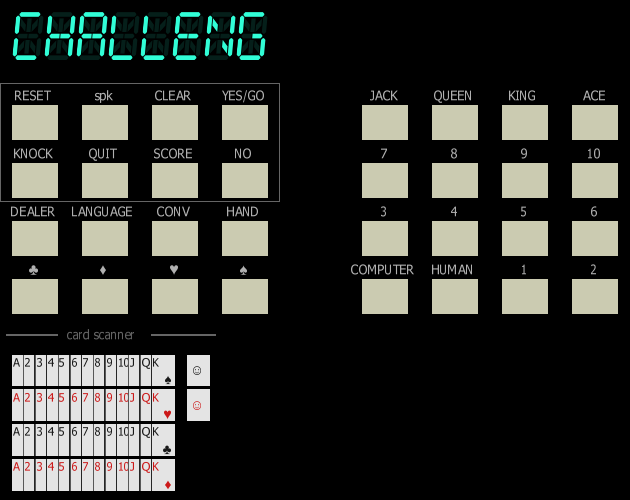 CHALLENG
RESET spk CLEAR YES/GO JACK QUEEN KING ACE
KNOCK QUIT SCORE NO 7 8 9 10
DEALER LANGUAGE CONV HAND 3 4 5 6
♣ ♦ ♥ ♠ COMPUTER HUMAN 1 2
card scanner
A 2 3 4 5 6 7 8 9 10 J Q K ♠ ☺
A 2 3 4 5 6 7 8 9 10 J Q K ♥ ☺
A 2 3 4 5 6 7 8 9 10 J Q K ♣
A 2 3 4 5 6 7 8 9 10 J Q K ♦